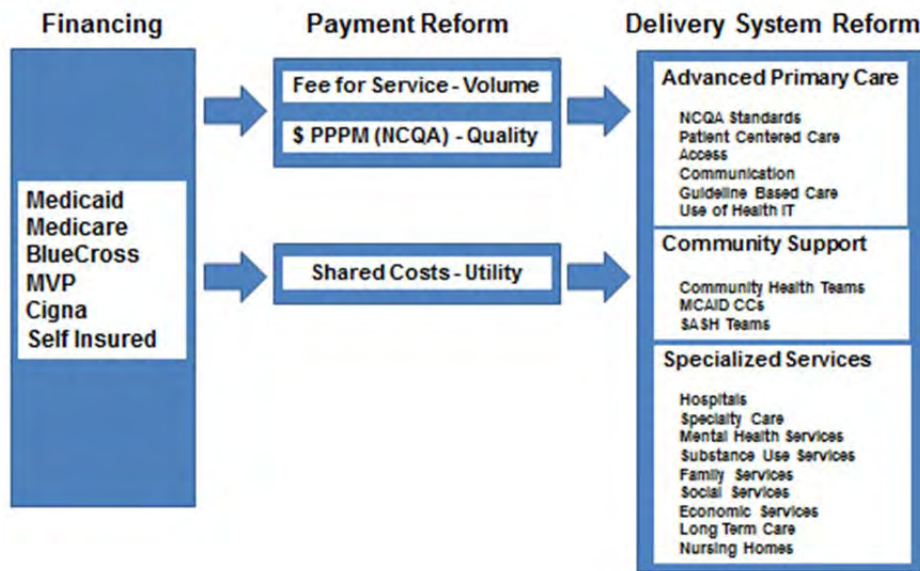 Financing
Medicaid
Medicare
BlueCross
MVP
Cigna
Self Insured
Payment Reform
Fee for Service - Volume
$ PPPM (NCQA) - Quality
Shared Costs - Utility
Delivery System Reform
Advanced Primary Care
NCQA Standards
Patient Centered Care
Access
Communication
Guideline Based Care
Use of Health IT
Community Support
Community Health Teams
MCAID CCs
SASH Teams
Specialized Services
Hospitals
Specialty Care
Mental Health Services
Substance Use Services
Family Services
Social Services
Economic Services
Long Term Care
Nursing Homes